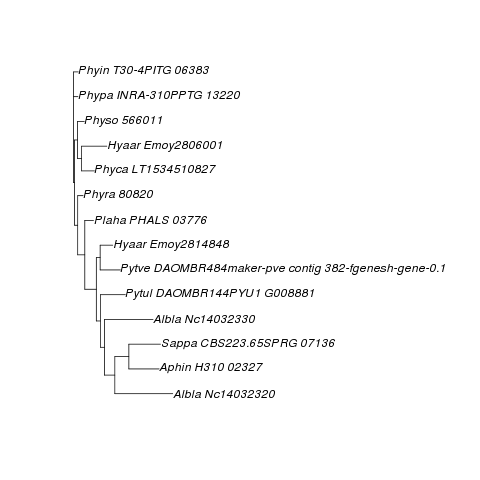 Phyin T30-4PITG 06383
Phypa INRA-310PPTG 13220
Physo 566011
Hyaar Emoy2806001
Phyca LT1534510827
Phyra 80820
Plaha PHALS 03776
Hyaar Emoy2814848
Pytve DAOMBR484maker-pve contig 382-fgenesh-gene-0.1
Pytul DAOMBR144PYU1 G008881
Albla Nc14032330
Sappa CBS223.65SPRG 07136
Aphin H310 02327
Albla Nc14032320